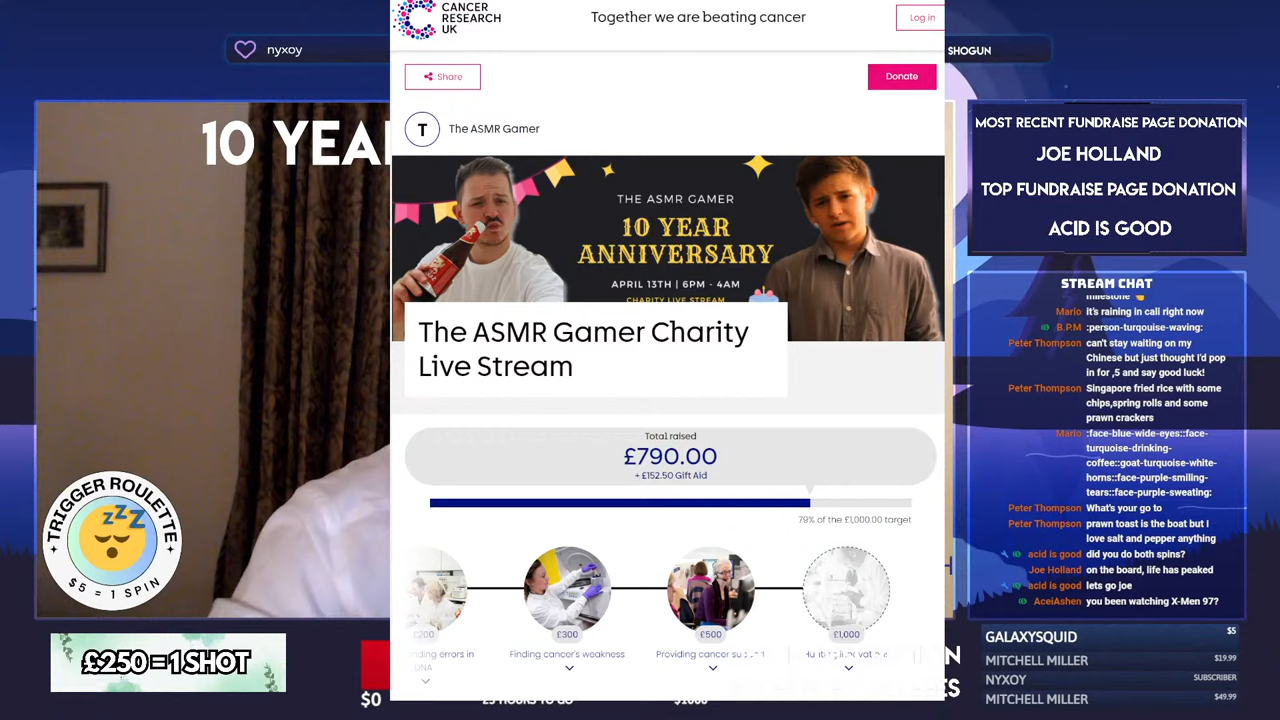 nyxoy
SHOGUN
10 YEA
CANCER
RESEARCH
UK
Together we are beating cancer
Log in
Share
Donate
T
The ASMR Gamer
THE ASMR GAMER
10 YEAR
ANNIVERSARY
APRIL 13TH | 6PM - 4AM
CHARITY LIVE STREAM
The ASMR Gamer Charity
Live Stream
Total raised
£790.00
+ £152.50 Gift Aid
79% of the £1,000.00 target
£200
£300
£500
£1,000
nding errors in
DNA
Finding cancer's weakness
Providing cancer
TRIGGER ROULETTE
ZZZ
$5 = 1 SPIN
£250 = 1 SHOT
$0
MOST RECENT FUNDRAISE PAGE DONATION
JOE HOLLAND
TOP FUNDRAISE PAGE DONATION
ACID IS GOOD
STREAM CHAT
milestone
Mario it's raining in call right now
B.P.M :person-turqouise-waving:
Peter Thompson can't stay waiting on my
Chinese but just thought I'd pop
in for ,5 and say good luck!
Peter Thompson Singapore fried rice with some
chips,spring rolls and some
prawn crackers
Mario :face-blue-wide-eyes::face-
turquoise-drinking-
coffee::goat-turquoise-white-
horns::face-purple-smiling-
tears::face-purple-sweating:
Peter Thompson What's your go to
Peter Thompson prawn toast is the boat but I
love salt and pepper anything
acid is good did you do both spins?
Joe Holland on the board, life has peaked
acid is good lets go joe
AceiAshen you been watching X-Men 97?
GALAXYSQUID $5
MITCHELL MILLER $19.99
NYXOY SUBSCRIBER
MITCHELL MILLER $49.99